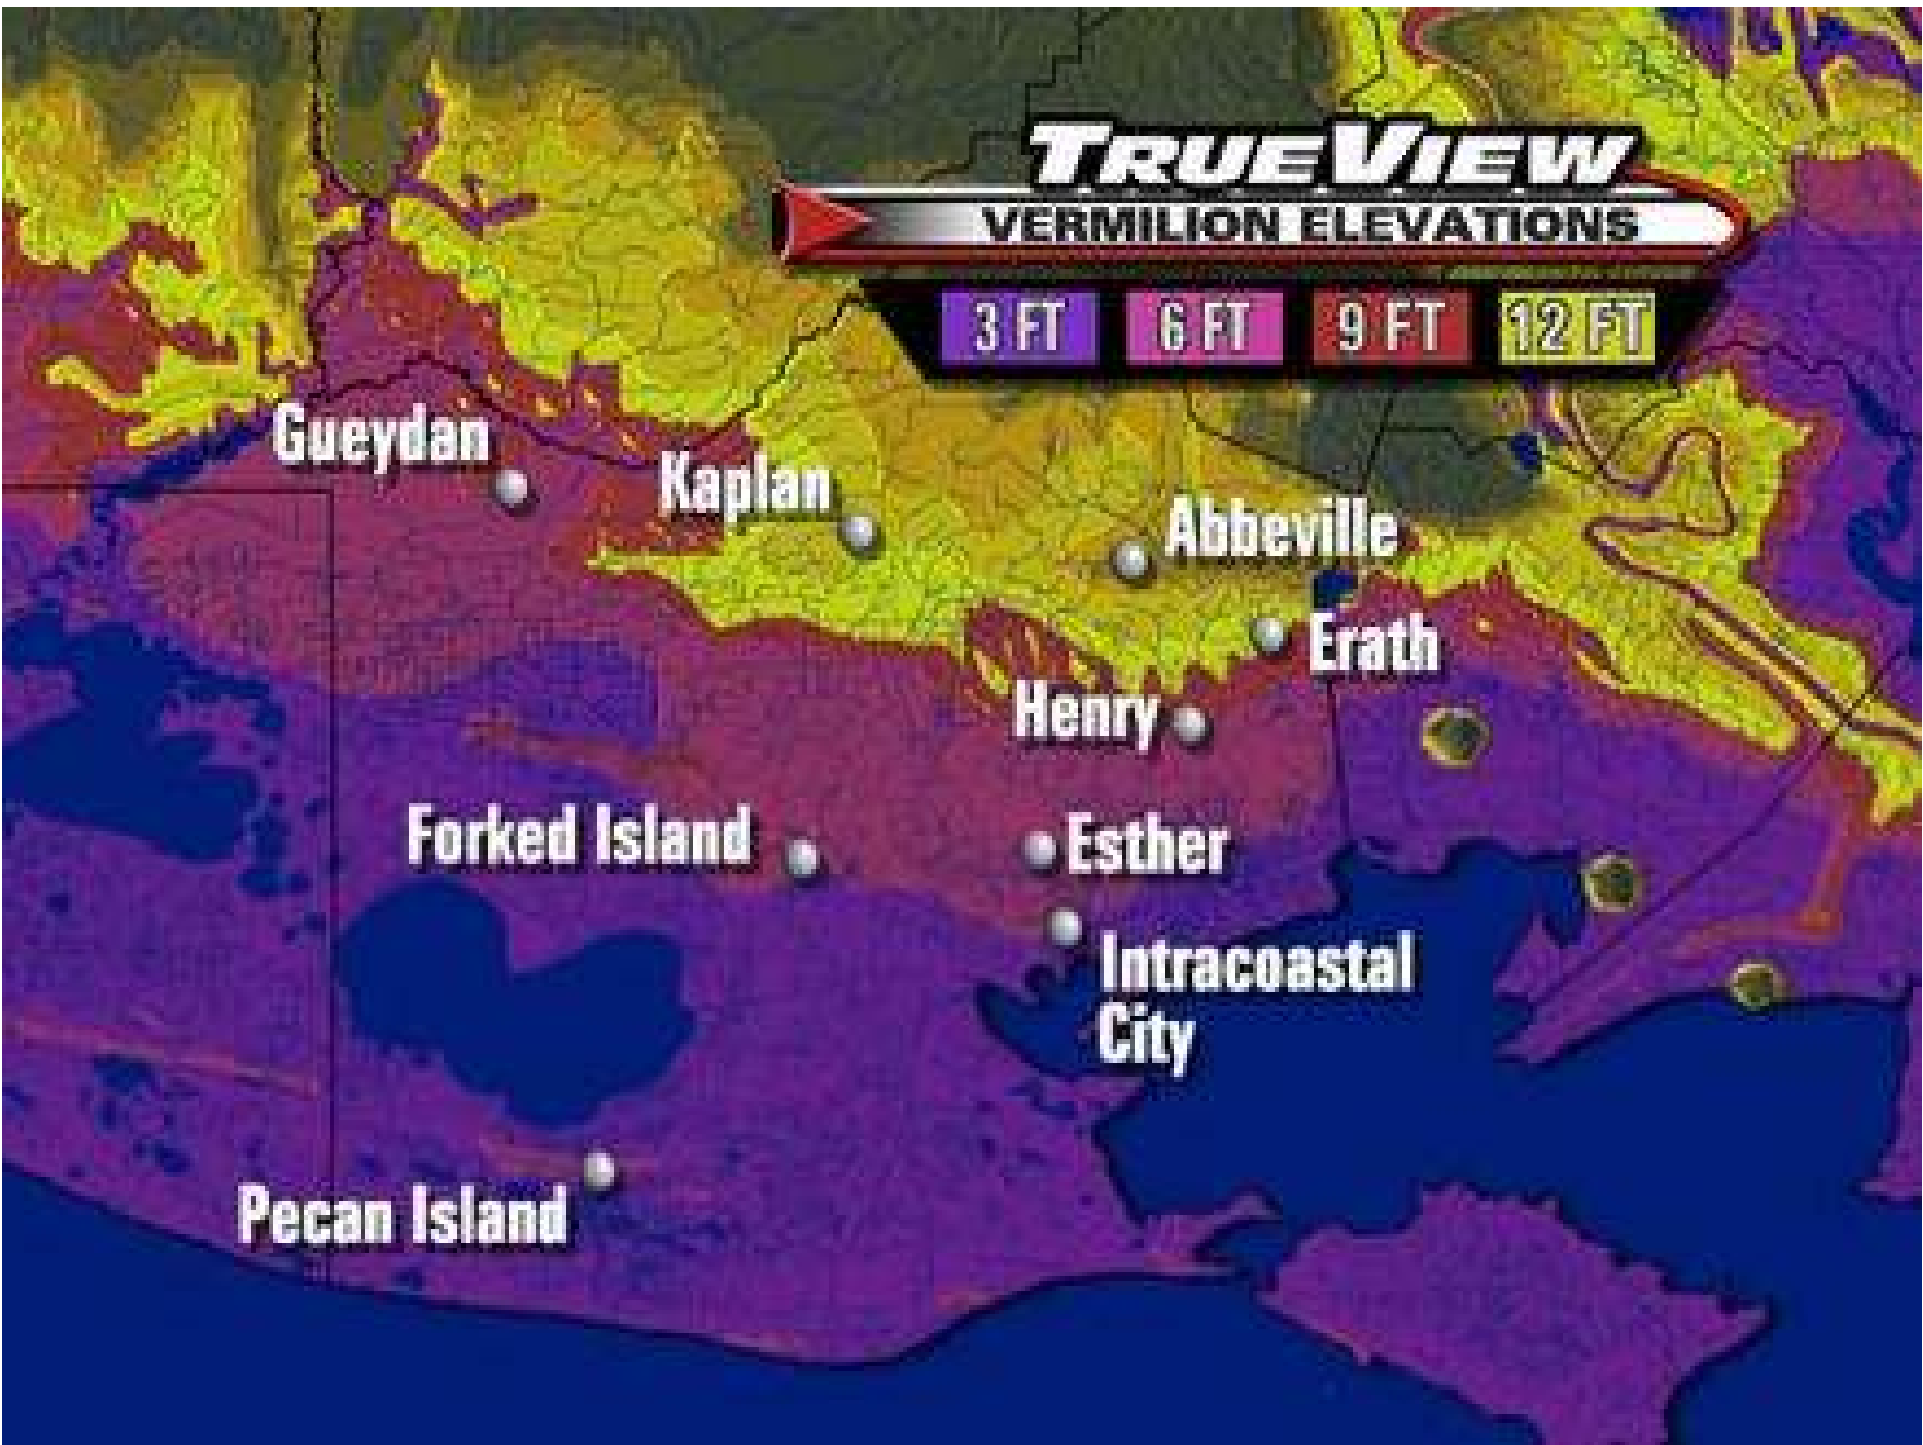 TRUEVIEW
VERMILION ELEVATIONS
3 FT 6 FT 9 FT 12 FT
Gueydan
Kaplan
Abbeville
Erath
Henry
Forked Island
Esther
Intracoastal
City
Pecan Island